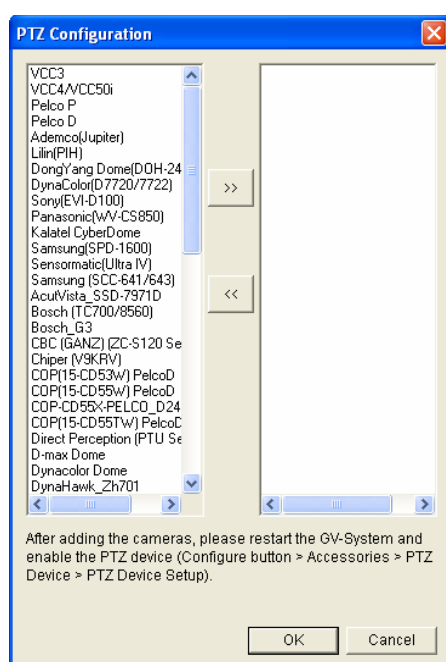 PTZ Configuration
VCC3
VCC4/VCC50i
Pelco P
Pelco D
Ademco(Jupiter)
Lilin(PIH)
DongYang Dome(DOH-24
DynaColor(D7720/7722)
Sony(EVI-D100)
Panasonic(WV-CS850)
Kalatel CyberDome
Samsung(SPD-1600)
Sensormatic(Ultra IV)
Samsung (SCC-641/643)
AcutVista_SSD-7971D
Bosch (TC700/8560)
Bosch_G3
CBC (GANZ) (ZC-S120 Se
Chiper (V9KRV)
COP(15-CD53W) PelcoD
COP(15-CD55W) PelcoD
COP-CD55X-PELCO_D24
COP(15-CD55TW) PelcoD
Direct Perception (PTU Se
D-max Dome
Dynacolor Dome
DynaHawk_Zh701
>>
<<
After adding the cameras, please restart the GV-System and
enable the PTZ device (Configure button > Accessories > PTZ
Device > PTZ Device Setup).
OK
Cancel